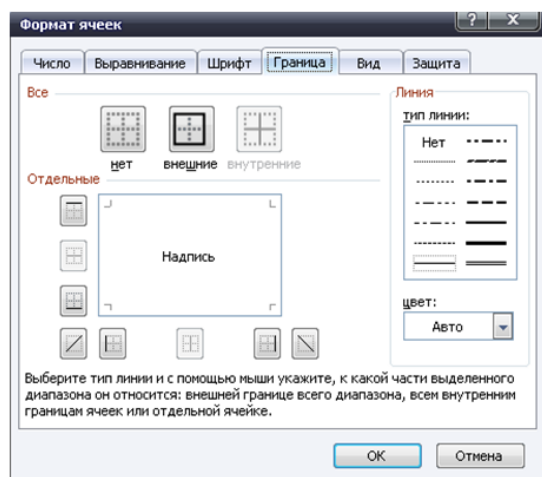 Формат ячеек
Число Выравнивание Шрифт Граница Вид Защита
Все
нет внешние внутренние
Отдельные
Надпись
Линия
тип линии:
Нет
цвет:
Авто
Выберите тип линии и с помощью мыши укажите, к какой части выделенного
диапазона он относится: внешней границе всего диапазона, всем внутренним
границам ячеек или отдельной ячейке.
ОК Отмена